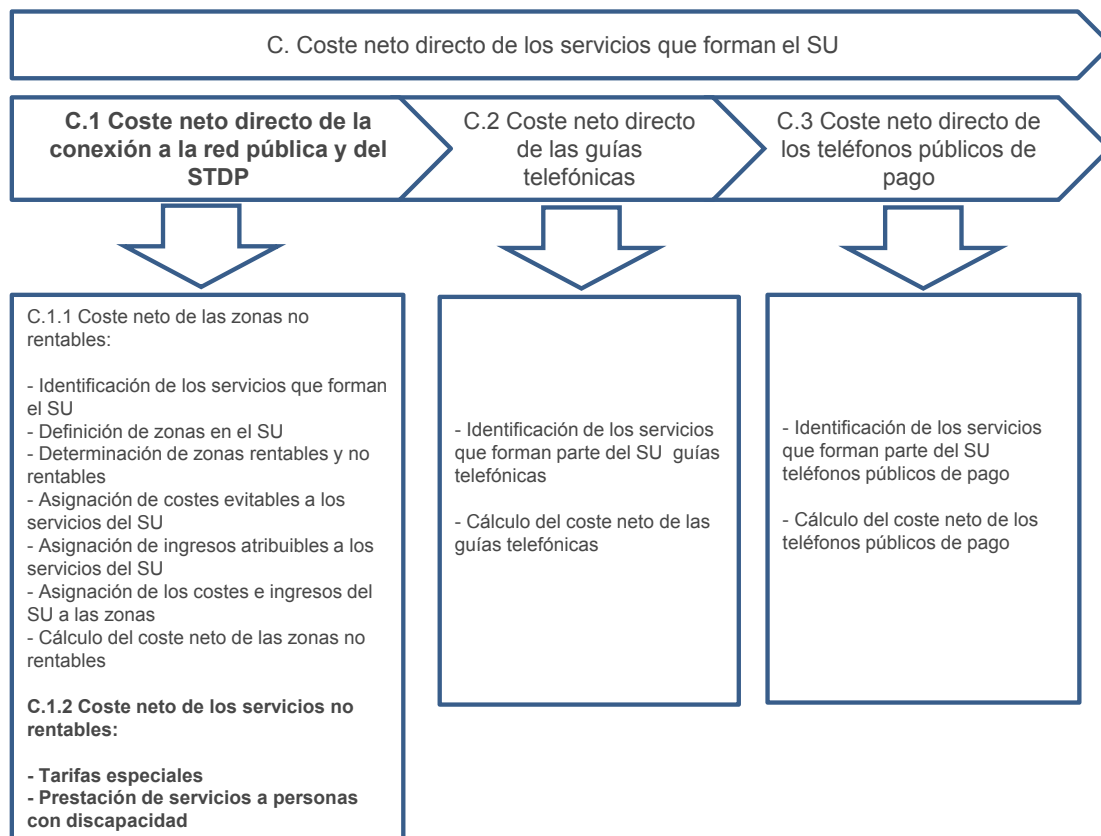 C. Coste neto directo de los servicios que forman el SU
C.1 Coste neto directo de la
conexión a la red pública y del
STDP
C.2 Coste neto directo
de las guías
telefónicas
C.3 Coste neto directo de
los teléfonos públicos de
pago
C.1.1 Coste neto de las zonas no
rentables:
- Identificación de los servicios que forman
el SU
- Definición de zonas en el SU
- Determinación de zonas rentables y no
rentables
- Asignación de costes evitables a los
servicios del SU
- Asignación de ingresos atribuibles a los
servicios del SU
- Asignación de los costes e ingresos del
SU a las zonas
- Cálculo del coste neto de las zonas no
rentables
C.1.2 Coste neto de los servicios no
rentables:
- Tarifas especiales
- Prestación de servicios a personas
con discapacidad
- Identificación de los servicios
que forman parte del SU guías
telefónicas
- Cálculo del coste neto de las
guías telefónicas
- Identificación de los servicios
que forman parte del SU
teléfonos públicos de pago
- Cálculo del coste neto de los
teléfonos públicos de pago